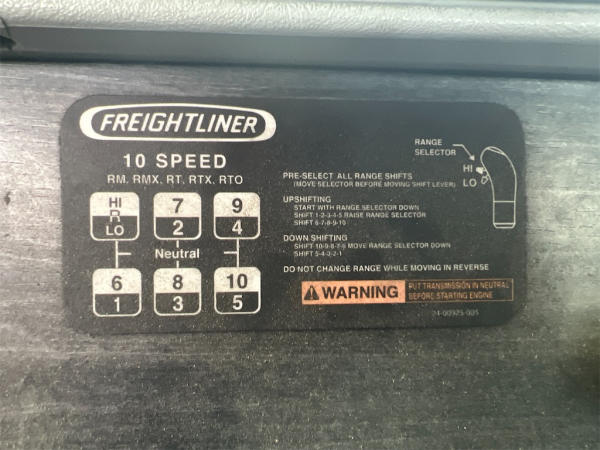 FREIGHTLINER
10 SPEED
RM, RMX, RT, RTX, RTO
HI R LO
7 2
9 4
Neutral
6 1
8 3
10 5
RANGE SELECTOR
HI
LO
PRE-SELECT ALL RANGE SHIFTS
(MOVE SELECTOR BEFORE MOVING SHIFT LEVER)
UPSHIFTING
START WITH RANGE SELECTOR DOWN
SHIFT 1-2-3-4-5 RAISE RANGE SELECTOR
SHIFT 6-7-8-9-10
DOWN SHIFTING
SHIFT 10-9-8-7-6 MOVE RANGE SELECTOR DOWN
SHIFT 5-4-3-2-1
DO NOT CHANGE RANGE WHILE MOVING IN REVERSE
WARNING
PUT TRANSMISSION IN NEUTRAL
BEFORE STARTING ENGINE
24-00925-005